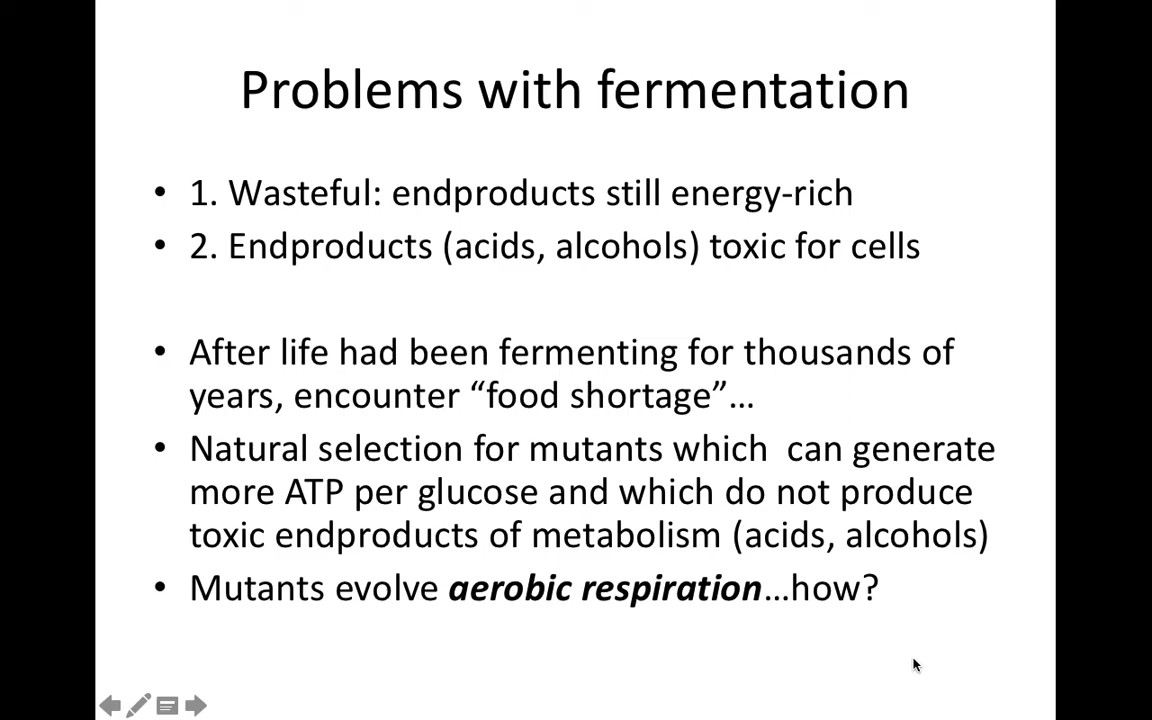 Problems with fermentation
• 1. Wasteful: endproducts still energy-rich
• 2. Endproducts (acids, alcohols) toxic for cells
• After life had been fermenting for thousands of
years, encounter “food shortage”…
• Natural selection for mutants which  can generate
more ATP per glucose and which do not produce
toxic endproducts of metabolism (acids, alcohols)
• Mutants evolve aerobic respiration…how?